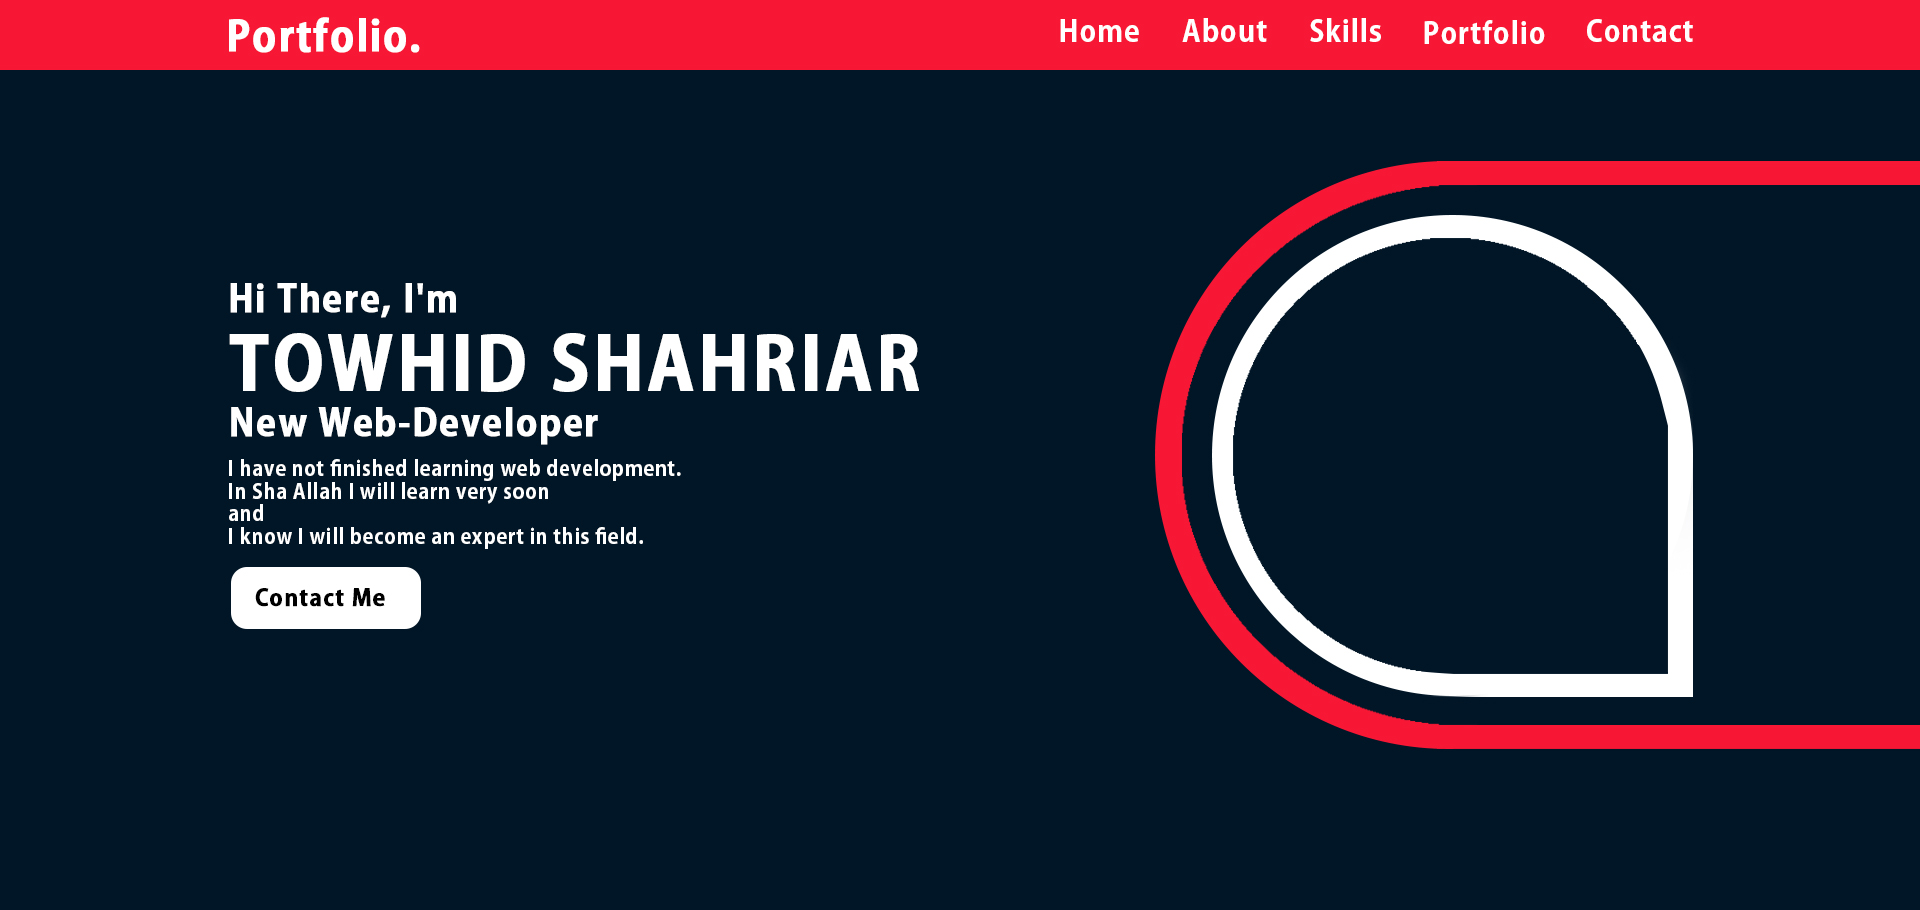 Portfolio.
Home About Skills Portfolio Contact
Hi There, I'm
TOWHID SHAHRIAR
New Web-Developer
I have not finished learning web development.
In Sha Allah I will learn very soon
and
I know I will become an expert in this field.
Contact Me